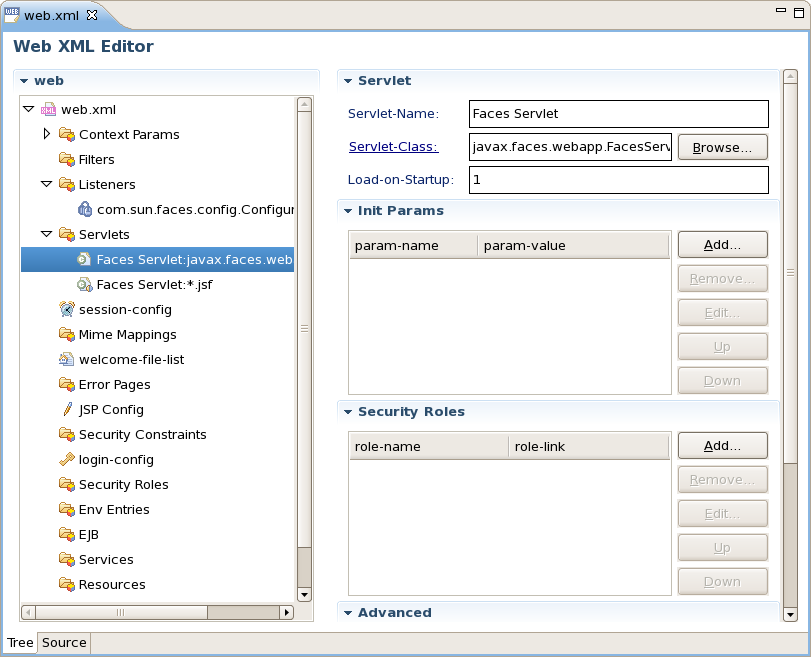 web.xml
Web XML Editor
web
web.xml
Context Params
Filters
Listeners
com.sun.faces.config.Configur
Servlets
Faces Servlet:javax.faces.web
Faces Servlet:*.jsf
session-config
Mime Mappings
welcome-file-list
Error Pages
JSP Config
Security Constraints
login-config
Security Roles
Env Entries
EJB
Services
Resources
Servlet
Servlet-Name: Faces Servlet
Servlet-Class: javax.faces.webapp.FacesServ Browse...
Load-on-Startup: 1
Init Params
param-name param-value
Add...
Remove...
Edit...
Up
Down
Security Roles
role-name role-link
Add...
Remove...
Edit...
Up
Down
Advanced
Tree Source